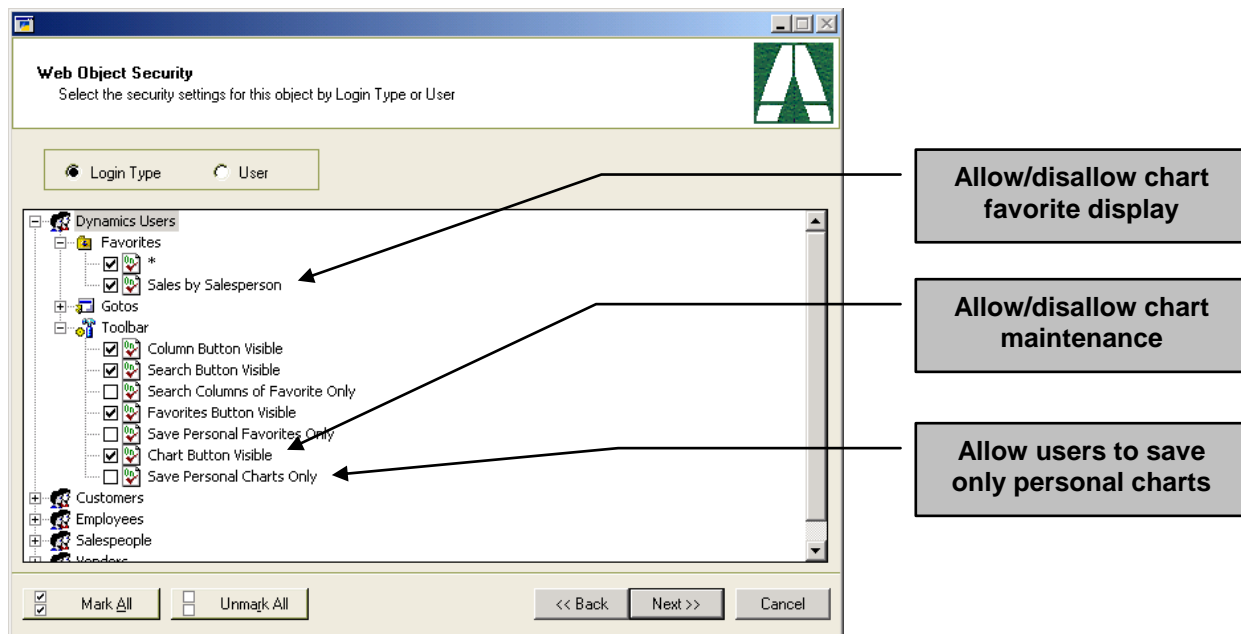 Web Object Security
Select the security settings for this object by Login Type or User
Login Type
User
Dynamics Users
Favorites
*
Sales by Salesperson
Gotos
Toolbar
Column Button Visible
Search Button Visible
Search Columns of Favorite Only
Favorites Button Visible
Save Personal Favorites Only
Chart Button Visible
Save Personal Charts Only
Customers
Employees
Salespeople
Vendors
Mark All
Unmark All
<< Back
Next >>
Cancel
Allow/disallow chart
favorite display
Allow/disallow chart
maintenance
Allow users to save
only personal charts